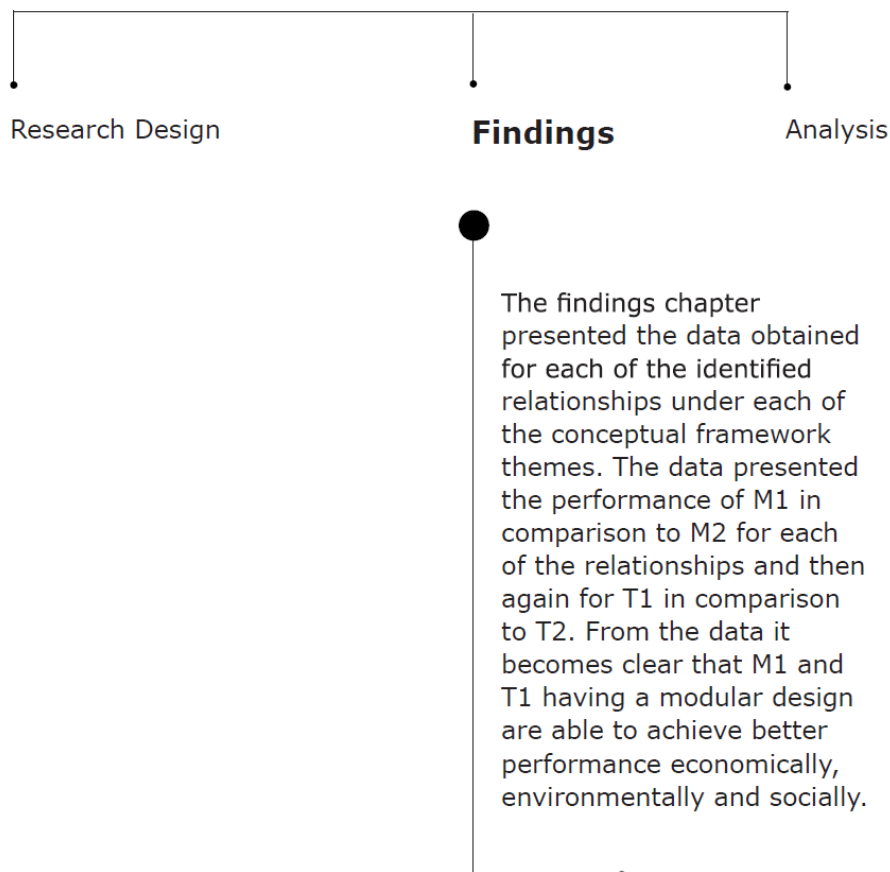 Research Design
Findings
Analysis
The findings chapter
presented the data obtained
for each of the identified
relationships under each of
the conceptual framework
themes. The data presented
the performance of M1 in
comparison to M2 for each
of the relationships and then
again for T1 in comparison
to T2. From the data it
becomes clear that M1 and
T1 having a modular design
are able to achieve better
performance economically,
environmentally and socially.